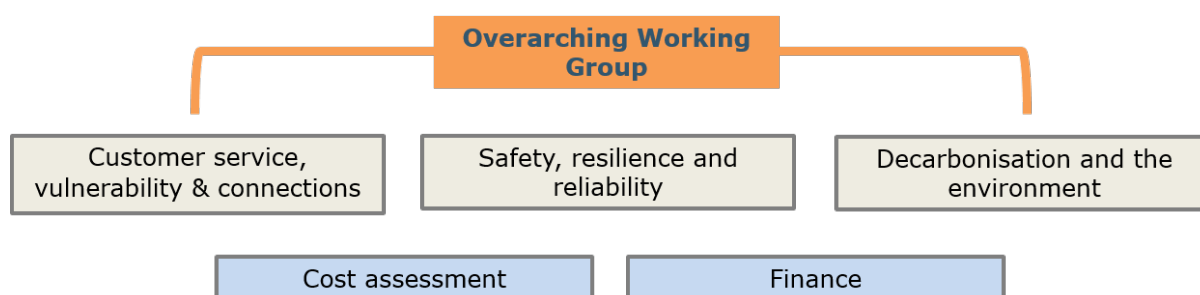 Overarching Working
Group
Customer service,
vulnerability & connections
Safety, resilience and
reliability
Decarbonisation and the
environment
Cost assessment
Finance